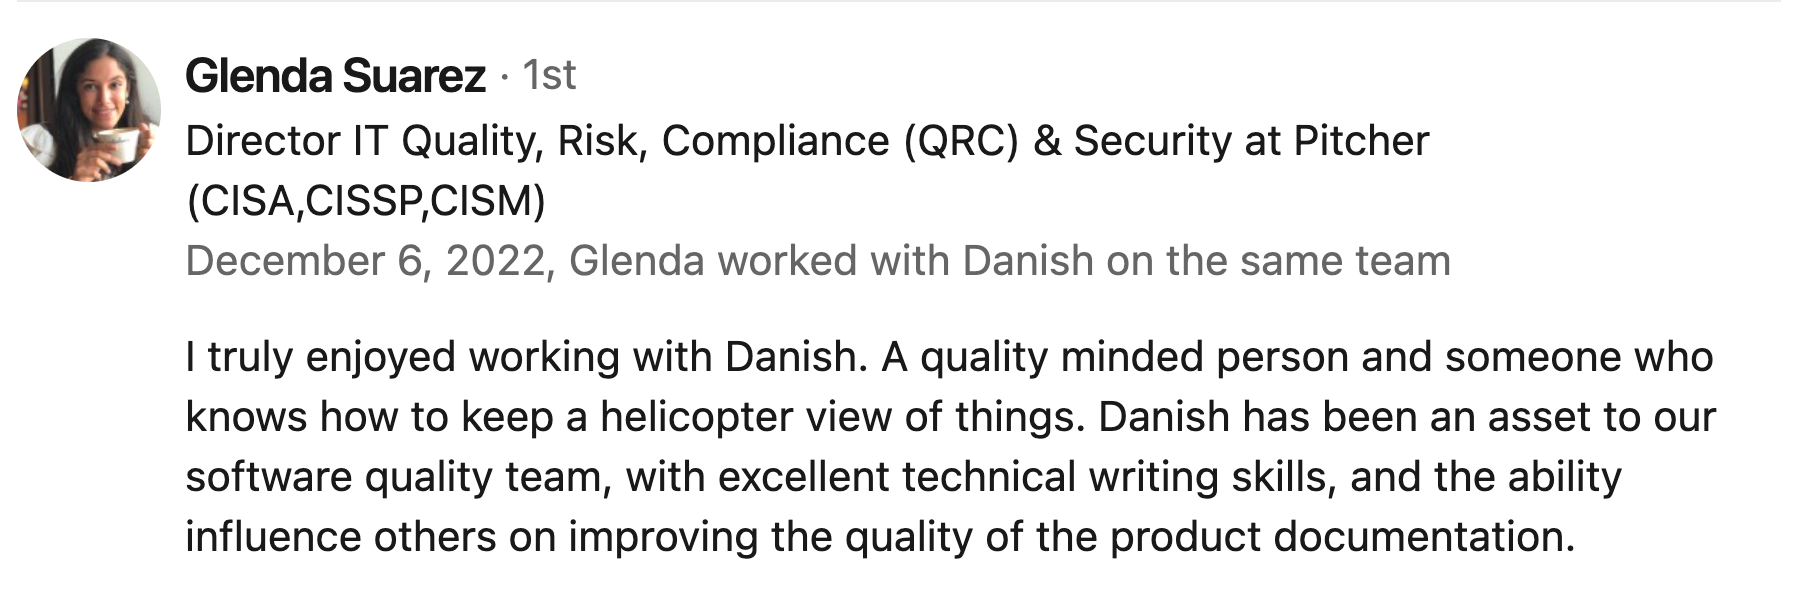 Glenda Suarez · 1st
Director IT Quality, Risk, Compliance (QRC) & Security at Pitcher
(CISA,CISSP,CISM)
December 6, 2022, Glenda worked with Danish on the same team
I truly enjoyed working with Danish. A quality minded person and someone who
knows how to keep a helicopter view of things. Danish has been an asset to our
software quality team, with excellent technical writing skills, and the ability
influence others on improving the quality of the product documentation.